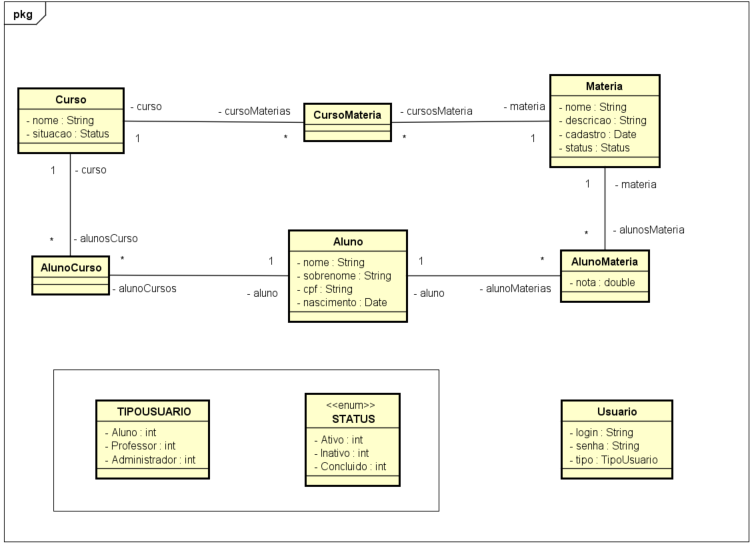 pkg
Curso
- nome : String
- situacao : Status
- curso
1
- cursoMaterias
*
CursoMateria
- cursosMateria
*
- materia
1
Materia
- nome : String
- descricao : String
- cadastro : Date
- status : Status
1
- curso
*
- alunosCurso
1
- materia
*
- alunosMateria
AlunoCurso
*
- alunoCursos
1
- aluno
Aluno
- nome : String
- sobrenome : String
- cpf : String
- nascimento : Date
1
- aluno
*
- alunoMaterias
AlunoMateria
- nota : double
TIPOUSUARIO
- Aluno : int
- Professor : int
- Administrador : int
<<enum>>
STATUS
- Ativo : int
- Inativo : int
- Concluido : int
Usuario
- login : String
- senha : String
- tipo : TipoUsuario